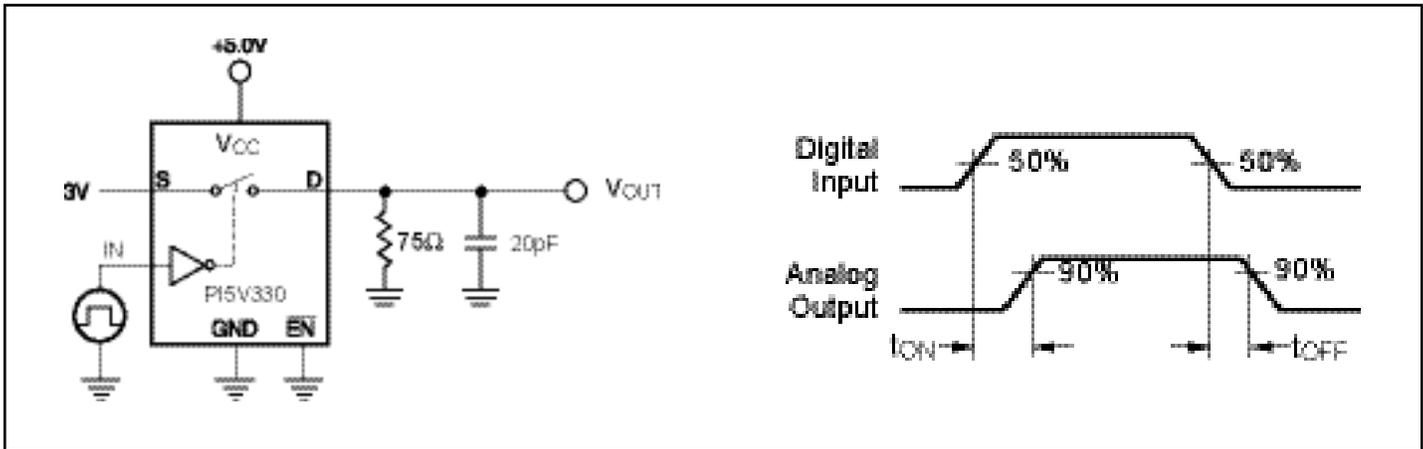 +5.0V
VCC
S
D
3V
VOUT
IN
75Ω
20pF
PI5V330
GND
EN
Digital
Input
50%
50%
Analog
Output
90%
90%
tON
tOFF